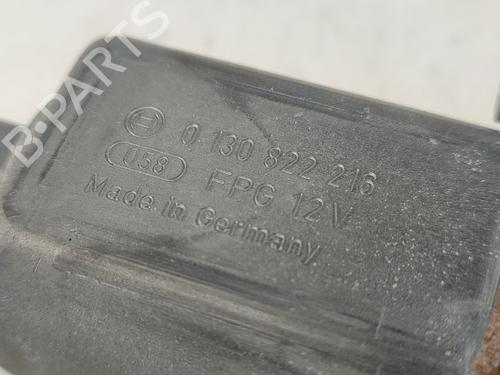 B-PARTS
0 130 822 216
058 FPG 12V
Made in Germany